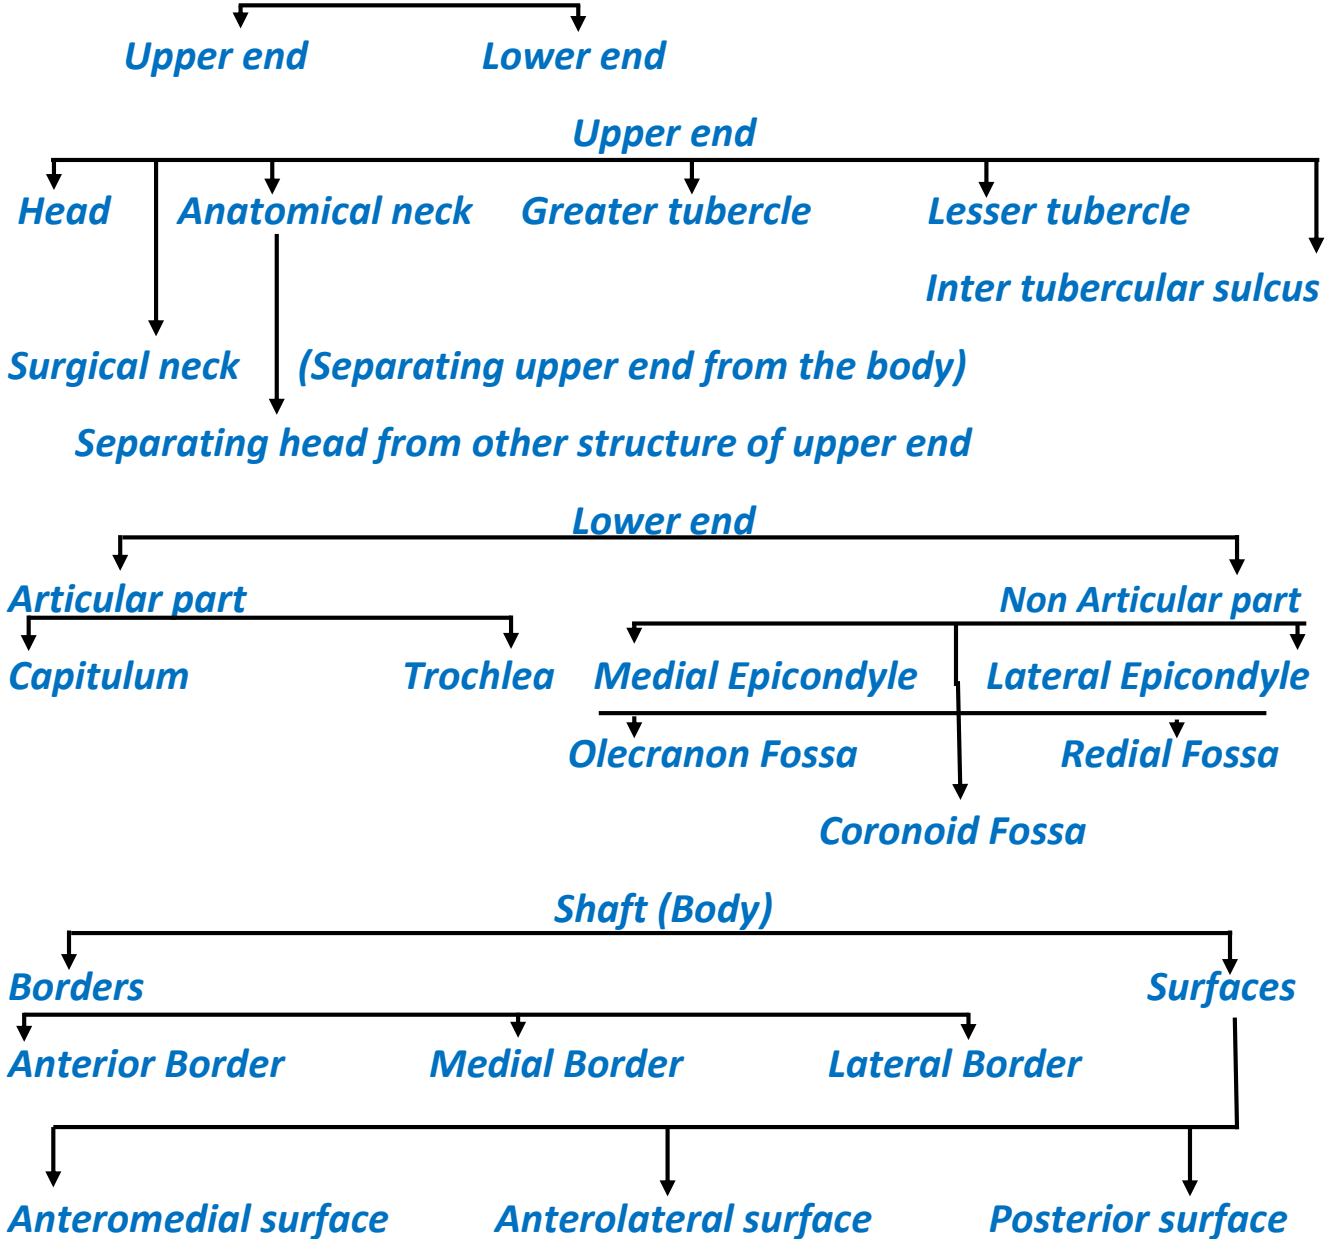 Upper end Lower end
Upper end
Head Anatomical neck Greater tubercle Lesser tubercle
Inter tubercular sulcus
Surgical neck (Separating upper end from the body)
Separating head from other structure of upper end
Lower end
Articular part Non Articular part
Capitulum Trochlea Medial Epicondyle Lateral Epicondyle
Olecranon Fossa Redial Fossa
Coronoid Fossa
Shaft (Body)
Borders Surfaces
Anterior Border Medial Border Lateral Border
Anteromedial surface Anterolateral surface Posterior surface